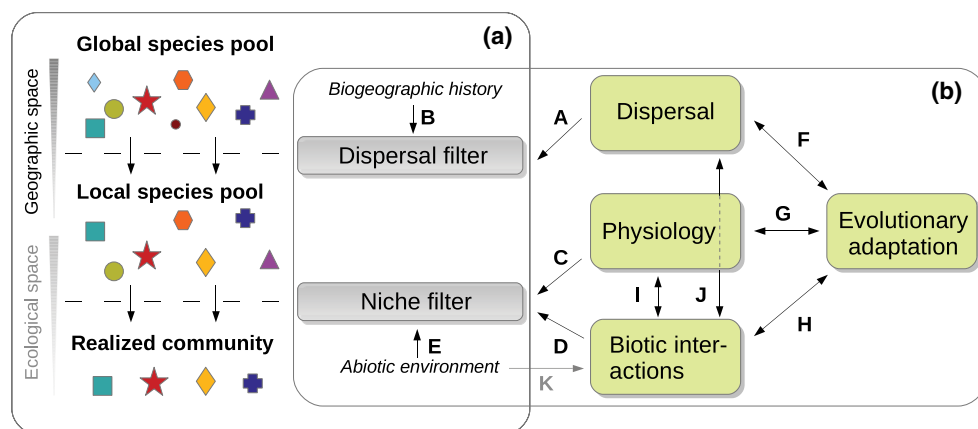 (a)
Global species pool
Geographic space
Local species pool
Ecological space
Realized community
(b)
Biogeographic history
B
Dispersal filter
A
Dispersal
F
Physiology
G
Evolutionary
adaptation
C
Niche filter
I
J
E
D
Biotic inter-
actions
H
Abiotic environment
K